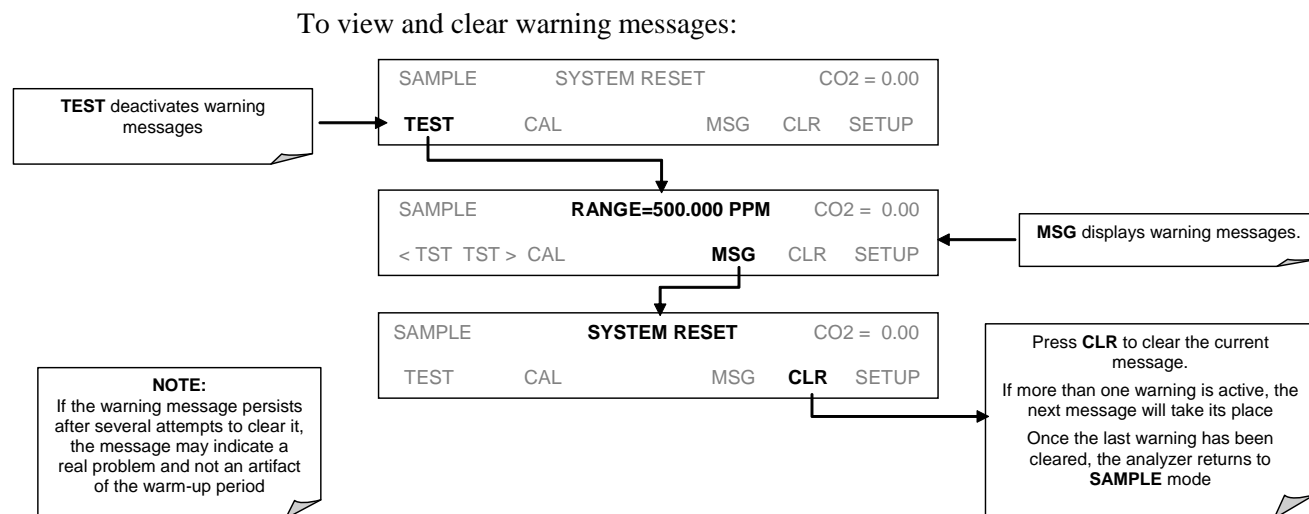 To view and clear warning messages:
SAMPLE SYSTEM RESET CO2 = 0.00
TEST CAL MSG CLR SETUP
TEST deactivates warning
messages
SAMPLE RANGE=500.000 PPM CO2 = 0.00
< TST TST > CAL MSG CLR SETUP
MSG displays warning messages.
SAMPLE SYSTEM RESET CO2 = 0.00
TEST CAL MSG CLR SETUP
Press CLR to clear the current
message.
If more than one warning is active, the
next message will take its place
Once the last warning has been
cleared, the analyzer returns to
SAMPLE mode
NOTE:
If the warning message persists
after several attempts to clear it,
the message may indicate a
real problem and not an artifact
of the warm-up period